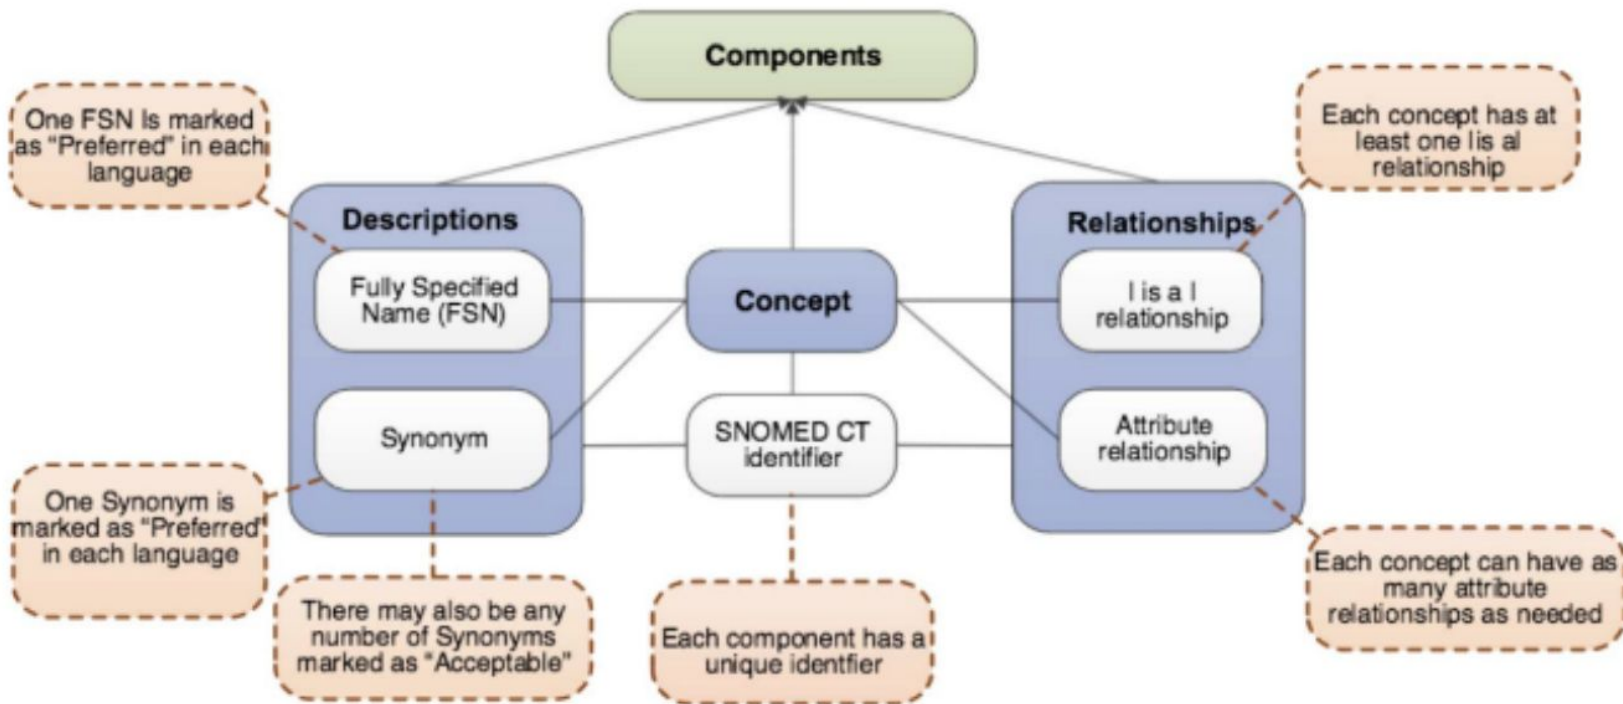 Components
One FSN Is marked
as "Preferred" in each
language
Each concept has at
least one lis al
relationship
Descriptions
Fully Specified
Name (FSN)
Synonym
Concept
SNOMED CT
identifier
Relationships
l is a l
relationship
Attribute
relationship
One Synonym is
marked as "Preferred"
in each language
There may also be any
number of Synonyms
marked as "Acceptable"
Each component has a
unique identfier
Each concept can have as
many attribute
relationships as needed